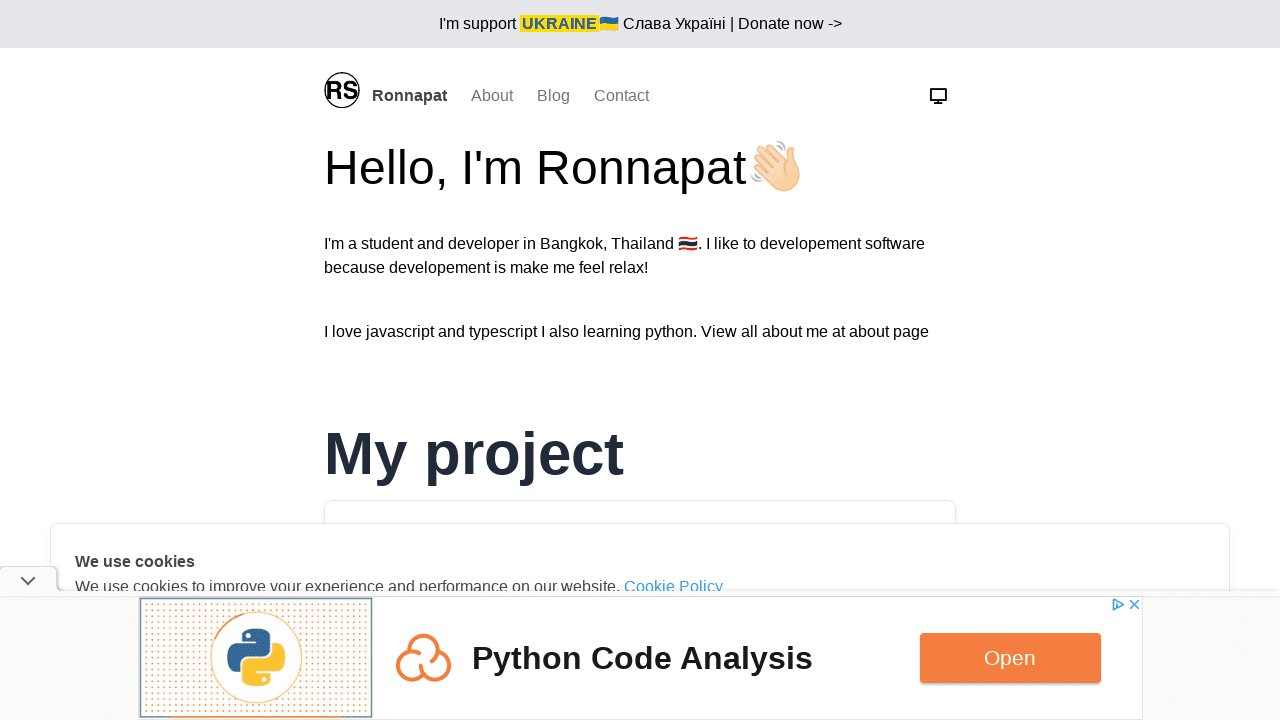 I'm support UKRAINE🇺🇦 Слава Україні | Donate now ->
RS
Ronnapat About Blog Contact
Hello, I'm Ronnapat👋🏻
I'm a student and developer in Bangkok, Thailand 🇹🇭. I like to developement software
because developement is make me feel relax!
I love javascript and typescript I also learning python. View all about me at about page
My project
We use cookies
We use cookies to improve your experience and performance on our website. Cookie Policy
Python Code Analysis
Open